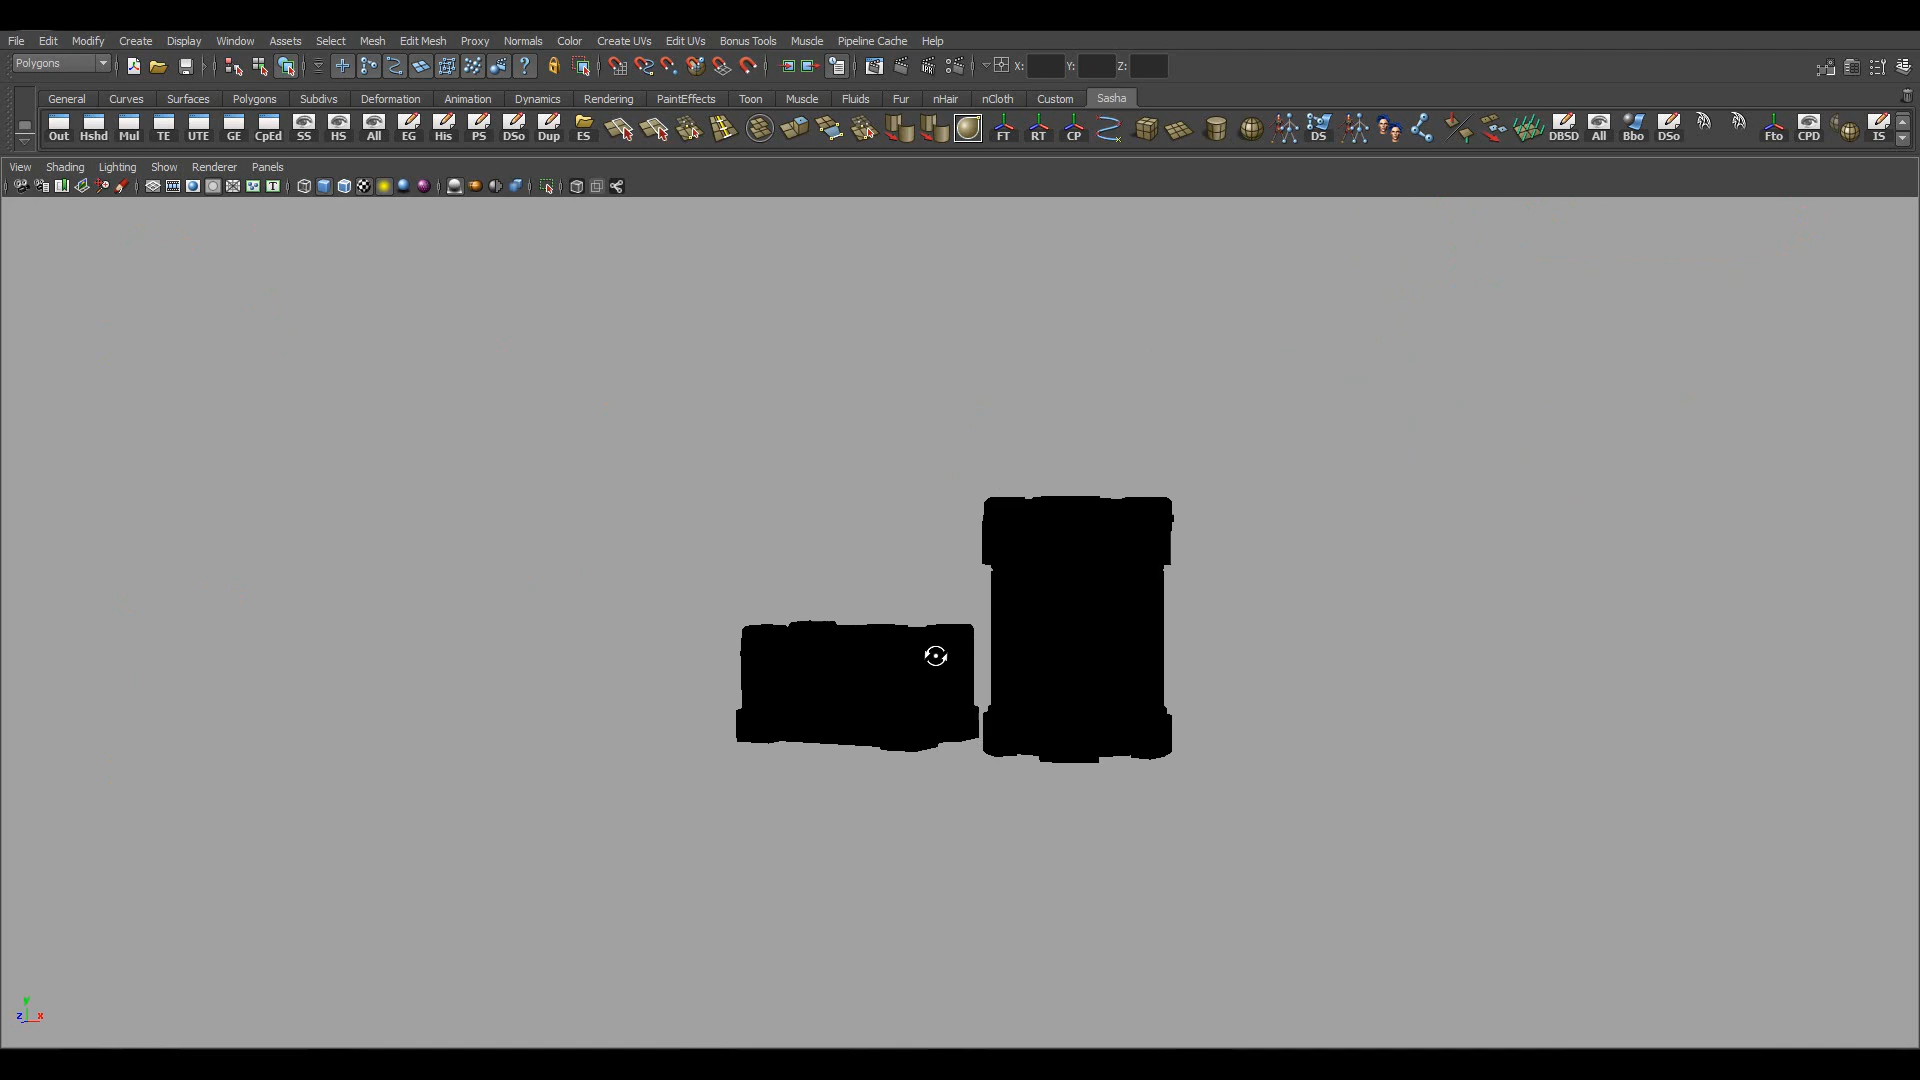 File Edit Modify Create Display Window Assets Select Mesh Edit Mesh Proxy Normals Color Create UVs Edit UVs Bonus Tools Muscle Pipeline Cache Help
Polygons X: Y: Z:
General Curves Surfaces Polygons Subdivs Deformation Animation Dynamics Rendering PaintEffects Toon Muscle Fluids Fur nHair nCloth Custom Sasha
Out Hshd Mul TE UTE GE CpEd SS HS All EG His PS DSo Dup ES FT RT CP DS DBSD All Bbo DSo Fto CPD IS
View Shading Lighting Show Renderer Panels
y
z x